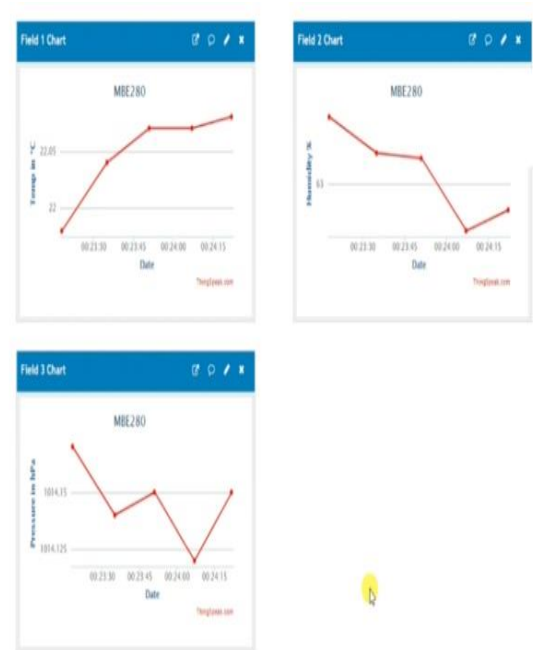 Field 1 Chart
MBE280
Temp in °C
22.05
22
00:23:30 00:23:45 00:24:00 00:24:15
Date
ThingSpeak.com
Field 2 Chart
MBE280
Humidity %
63
00:23:30 00:23:45 00:24:00 00:24:15
Date
ThingSpeak.com
Field 3 Chart
MBE280
Pressure in hPa
1014.15
1014.125
00:23:30 00:23:45 00:24:00 00:24:15
Date
ThingSpeak.com